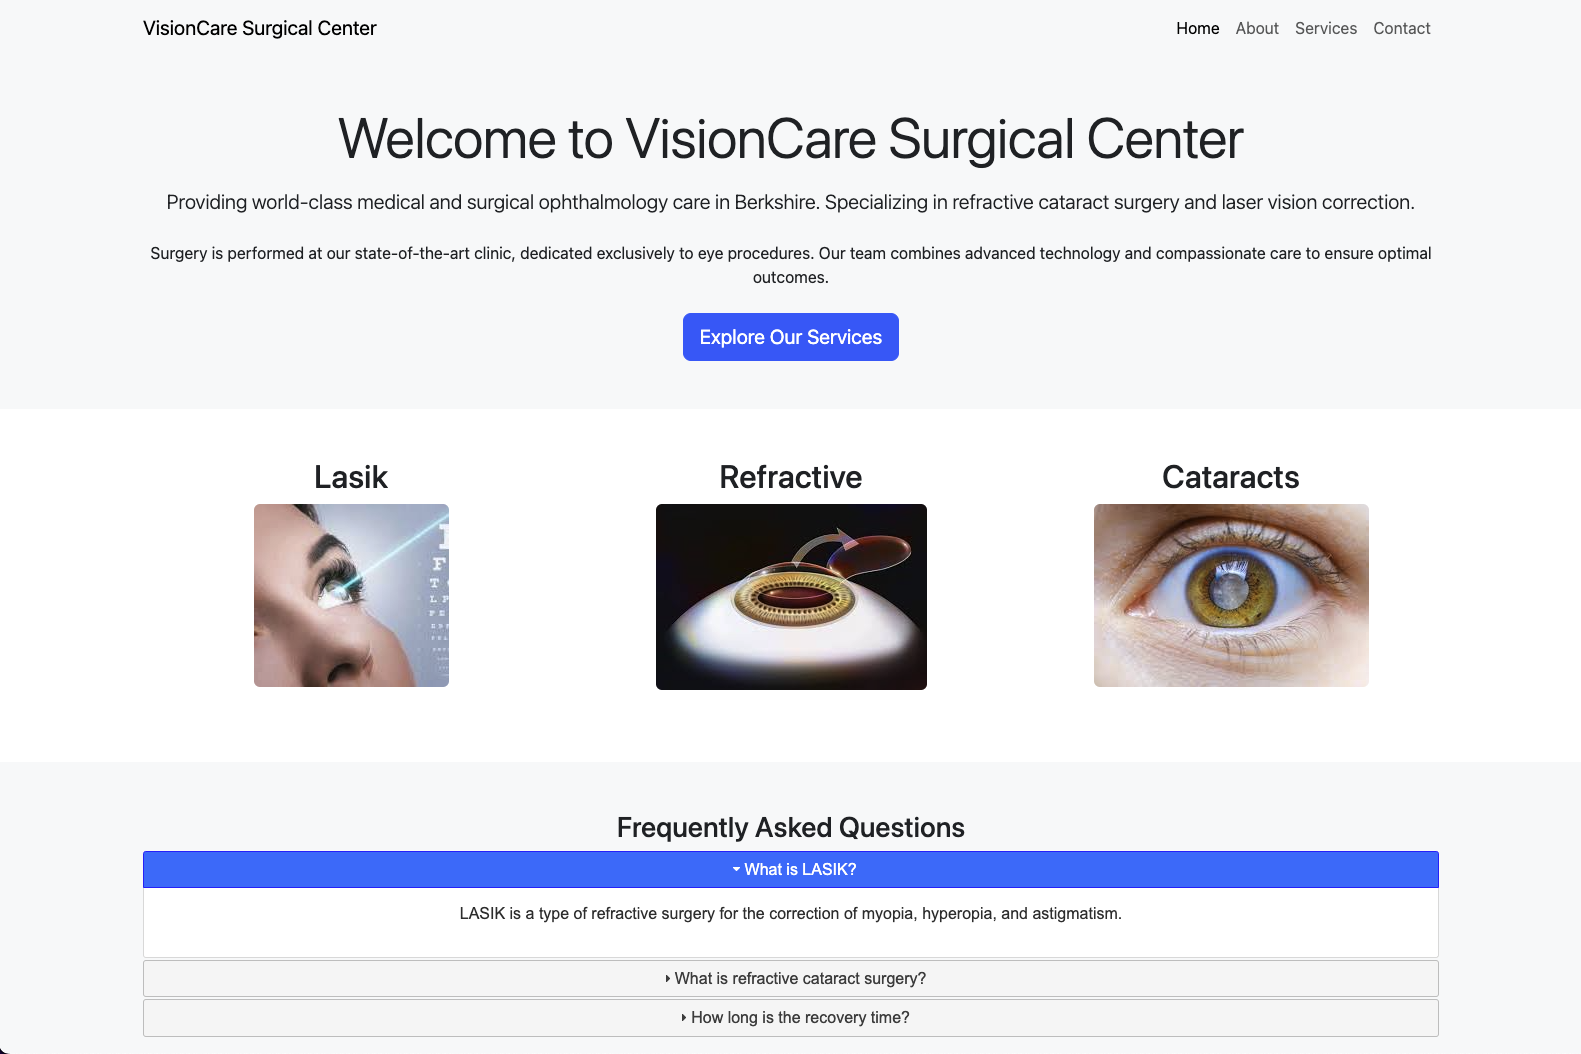 VisionCare Surgical Center
Home About Services Contact
Welcome to VisionCare Surgical Center
Providing world-class medical and surgical ophthalmology care in Berkshire. Specializing in refractive cataract surgery and laser vision correction.
Surgery is performed at our state-of-the-art clinic, dedicated exclusively to eye procedures. Our team combines advanced technology and compassionate care to ensure optimal
outcomes.
Explore Our Services
Lasik Refractive Cataracts
Frequently Asked Questions
What is LASIK?
LASIK is a type of refractive surgery for the correction of myopia, hyperopia, and astigmatism.
What is refractive cataract surgery?
How long is the recovery time?